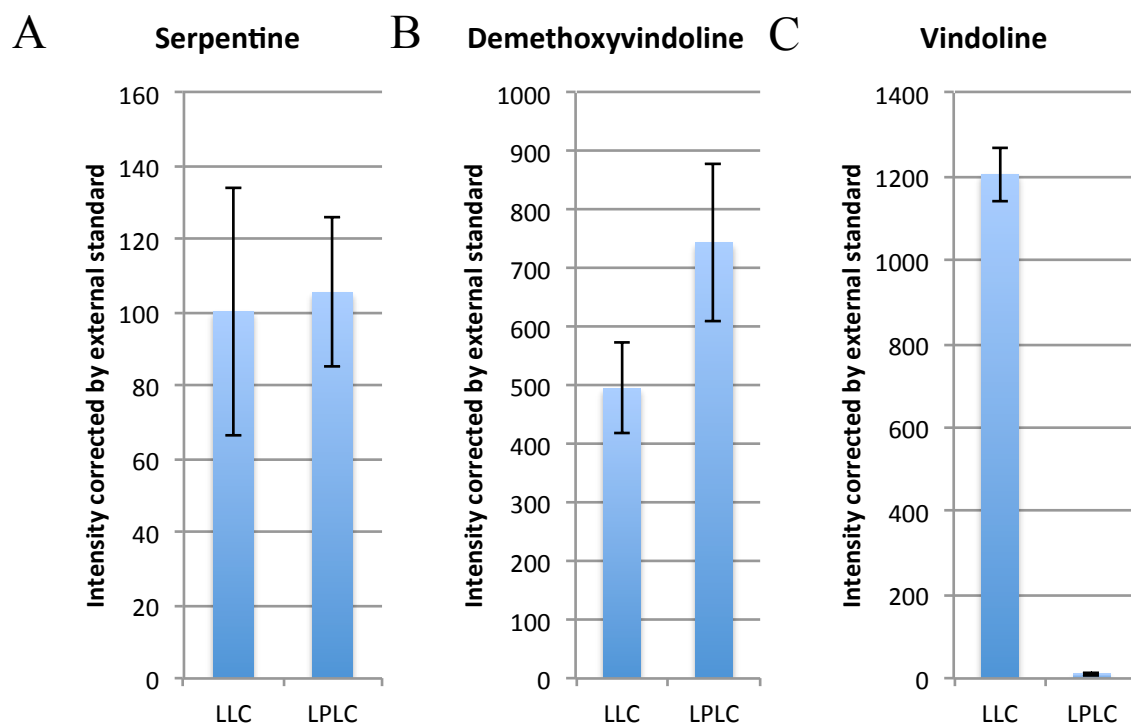 A
Serpentine
Intensity corrected by external standard
160
140
120
100
80
60
40
20
0
LLC
LPLC
B
Demethoxyvindoline
Intensity corrected by external standard
1000
900
800
700
600
500
400
300
200
100
0
LLC
LPLC
C
Vindoline
Intensity corrected by external standard
1400
1200
1000
800
600
400
200
0
LLC
LPLC